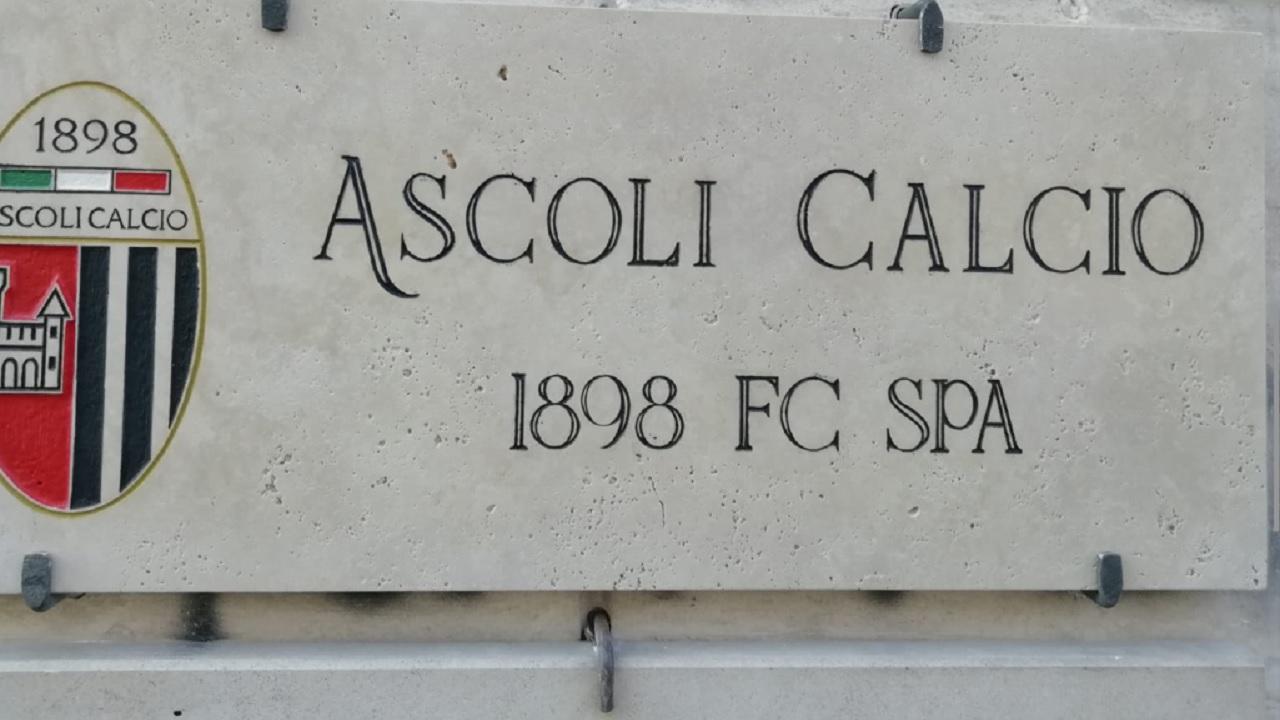 1898
SCOLI CALCIO
ASCOLI CALCIO
1898 FC SPA